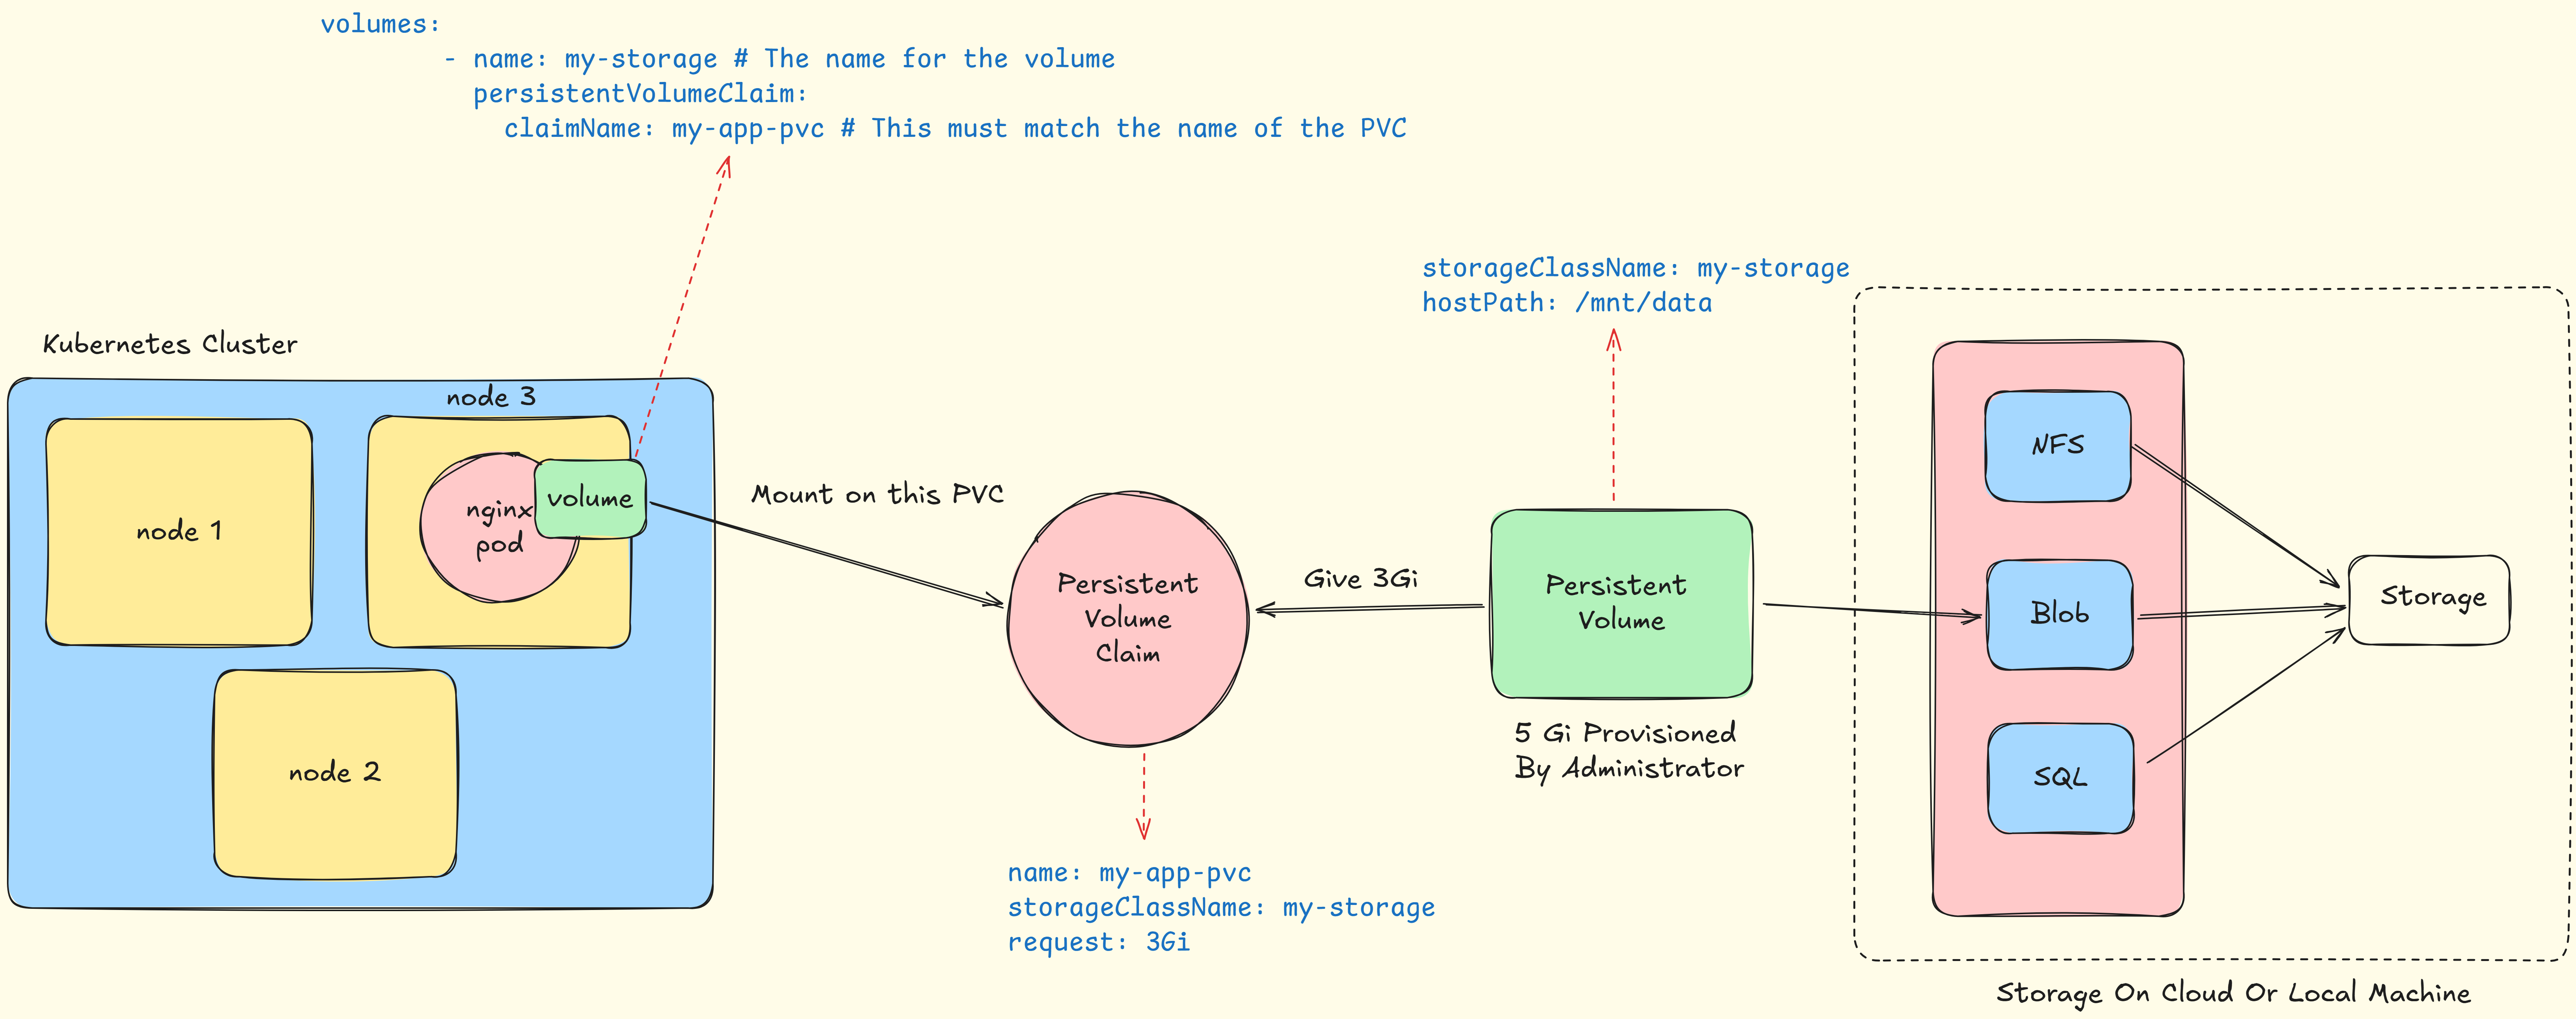 volumes:
- name: my-storage # The name for the volume
persistentVolumeClaim:
claimName: my-app-pvc # This must match the name of the PVC
storageClassName: my-storage
hostPath: /mnt/data
Kubernetes Cluster
node 3
node 1
nginx
pod
volume
node 2
Mount on this PVC
Persistent
Volume
Claim
Give 3Gi
Persistent
Volume
5 Gi Provisioned
By Administrator
name: my-app-pvc
storageClassName: my-storage
request: 3Gi
NFS
Blob
SQL
Storage
Storage On Cloud Or Local Machine